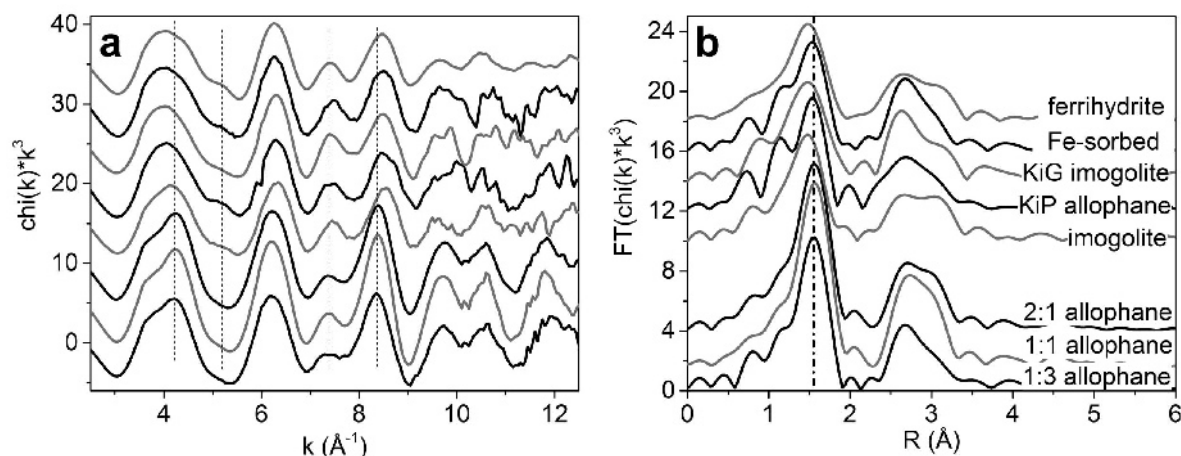 a
40
30
20
10
0
chi(k)*k³
4
6
8
10
12
k (Å⁻¹)
b
24
20
16
12
8
4
0
FT(chi(k)*k³)
ferrihydrite
Fe-sorbed
KiG imogolite
KiP allophane
imogolite
2:1 allophane
1:1 allophane
1:3 allophane
0
1
2
3
4
5
6
R (Å)